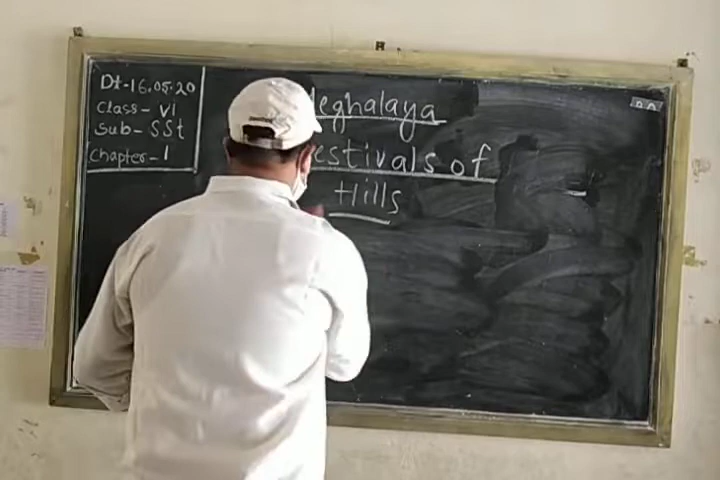 Dt-16.05.20
Class- VI
Sub- SSt
Chapter-1
eghalaya
estivals of
Hills